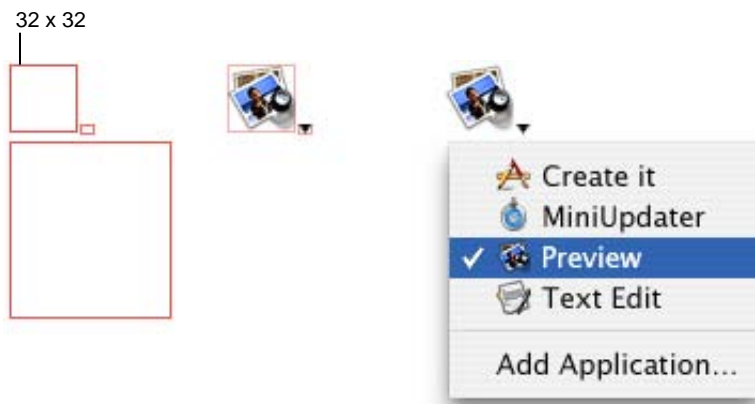 32 x 32
Create it
MiniUpdater
Preview
Text Edit
Add Application...